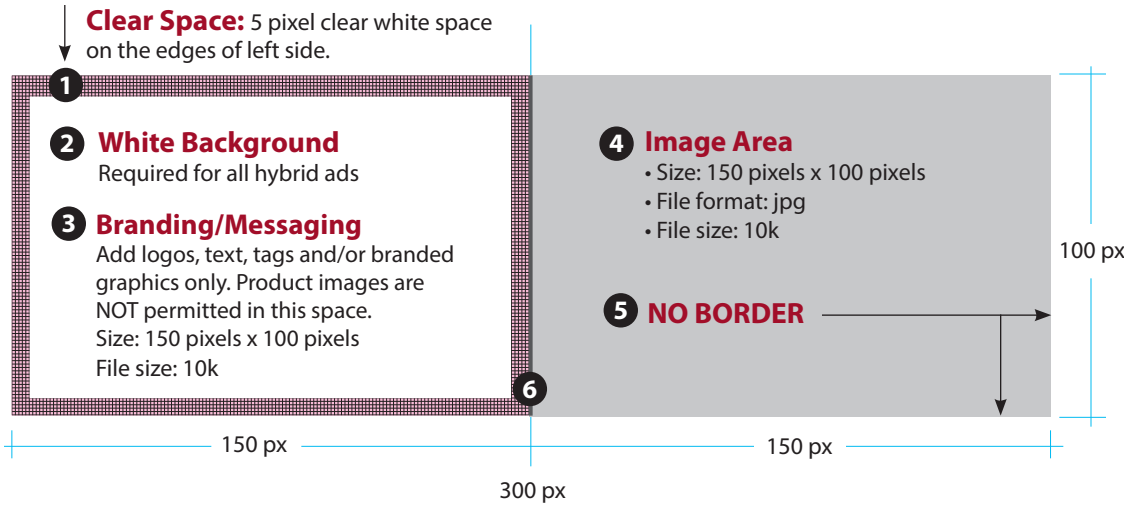 Clear Space: 5 pixel clear white space
on the edges of left side.
1
2 White Background
Required for all hybrid ads
3 Branding/Messaging
Add logos, text, tags and/or branded
graphics only. Product images are
NOT permitted in this space.
Size: 150 pixels x 100 pixels
File size: 10k
6
4 Image Area
• Size: 150 pixels x 100 pixels
• File format: jpg
• File size: 10k
5 NO BORDER
100 px
150 px
150 px
300 px